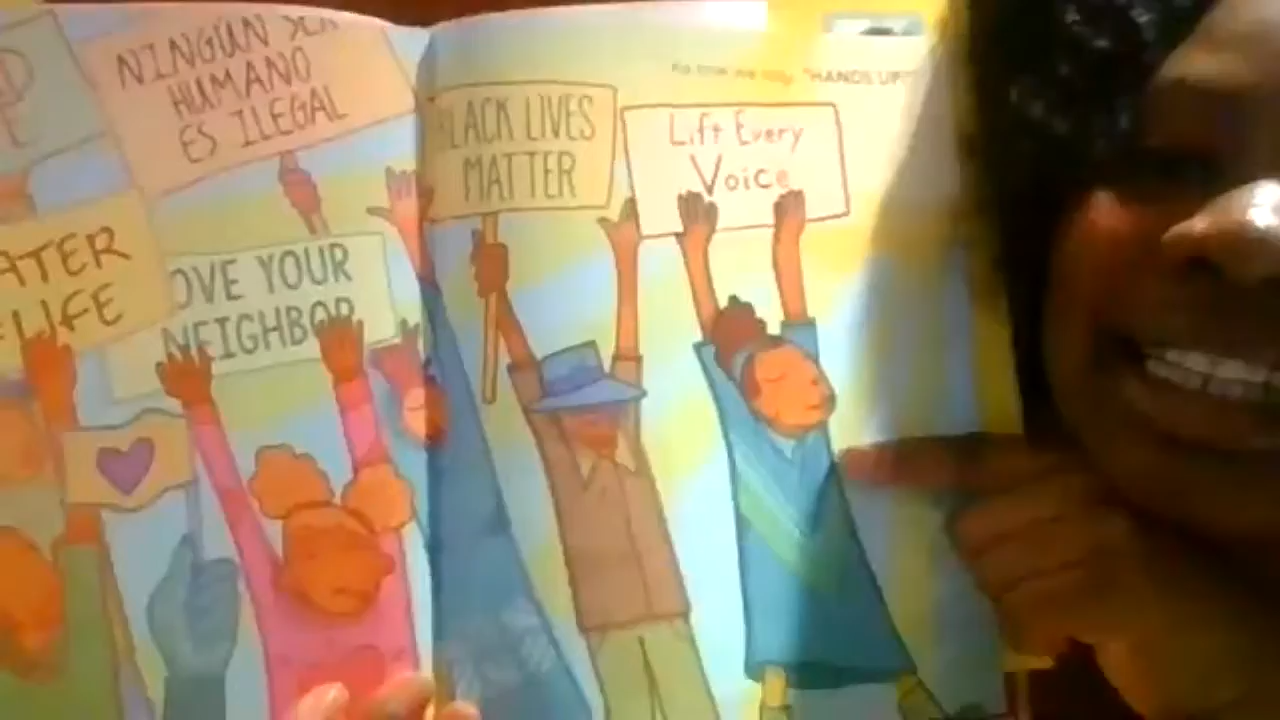 NINGÚN SER
HUMANO
ES ILEGAL
ATER
LIFE
OVE YOUR
NEIGHBOR
LACK LIVES
MATTER
Lift Every
Voice
"HANDS UP!"